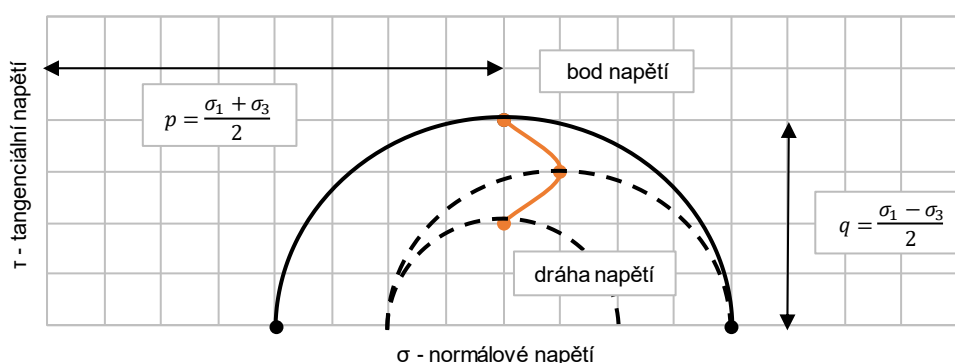 bod napětí
p = (σ₁ + σ₃)/2
τ - tangenciální napětí
q = (σ₁ − σ₃)/2
dráha napětí
σ - normálové napětí